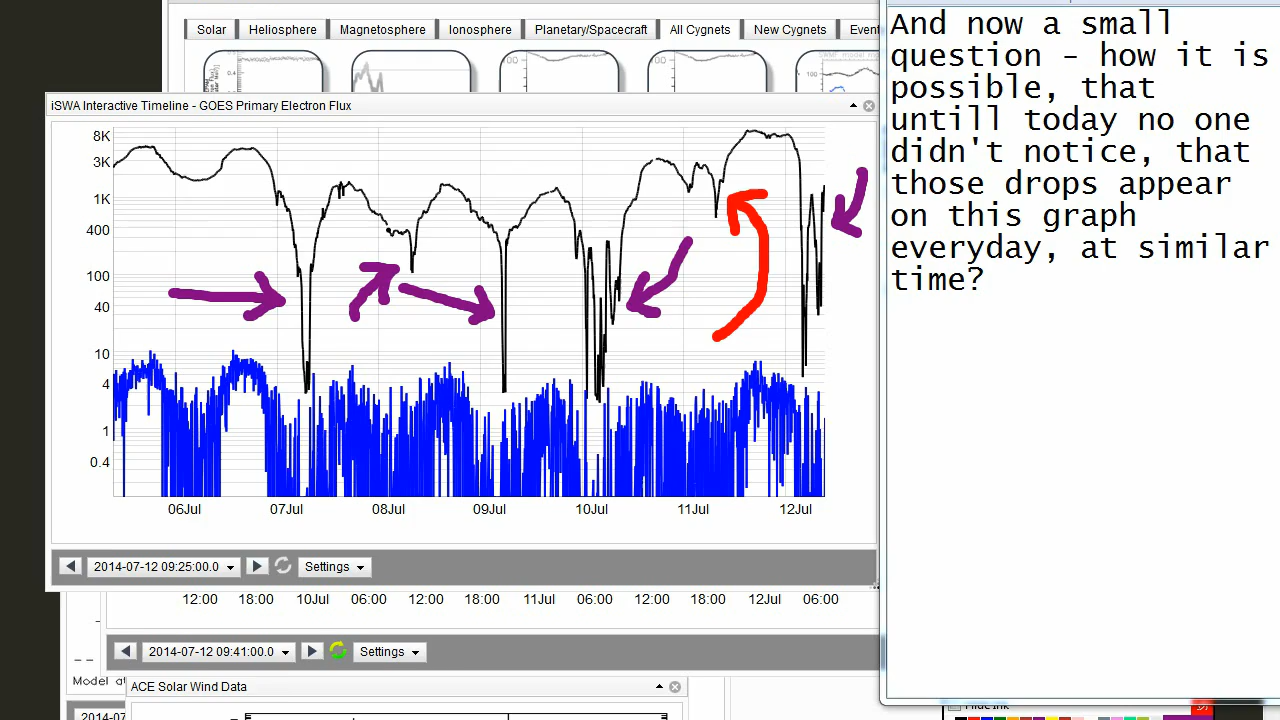 Solar Heliosphere Magnetosphere Ionosphere Planetary/Spacecraft All Cygnets New Cygnets Event
iSWA Interactive Timeline - GOES Primary Electron Flux
8K
3K
1K
400
100
40
10
4
1
0.4
06Jul 07Jul 08Jul 09Jul 10Jul 11Jul 12Jul
2014-07-12 09:25:00.0 Settings
12:00 18:00 10Jul 06:00 12:00 18:00 11Jul 06:00 12:00 18:00 12Jul 06:00
2014-07-12 09:41:00.0 Settings
Model at
ACE Solar Wind Data
2014-07
And now a small
question - how it is
possible, that
untill today no one
didn't notice, that
those drops appear
on this graph
everyday, at similar
time?